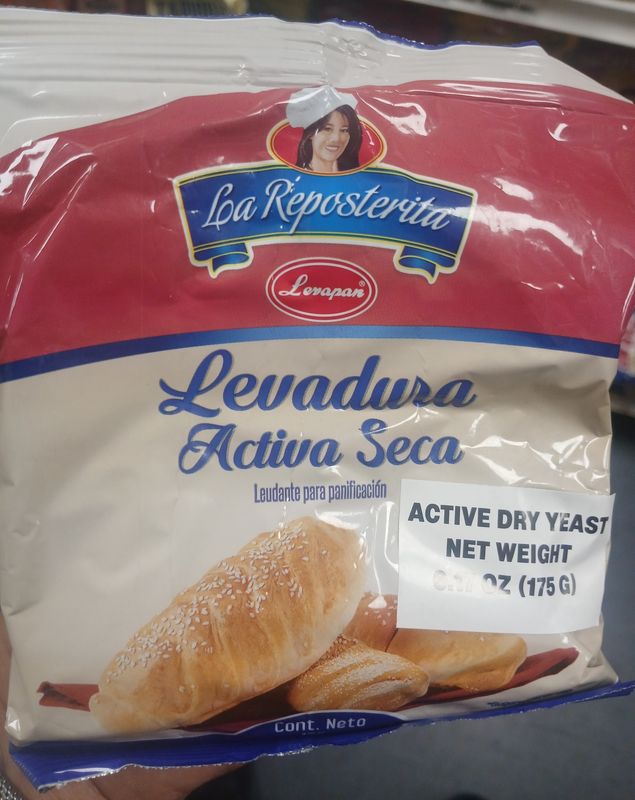 La Reposterita
Levapan®
Levadura
Activa Seca
Leudante para panificación
ACTIVE DRY YEAST
NET WEIGHT
OZ (175 G)
Cont. Neto